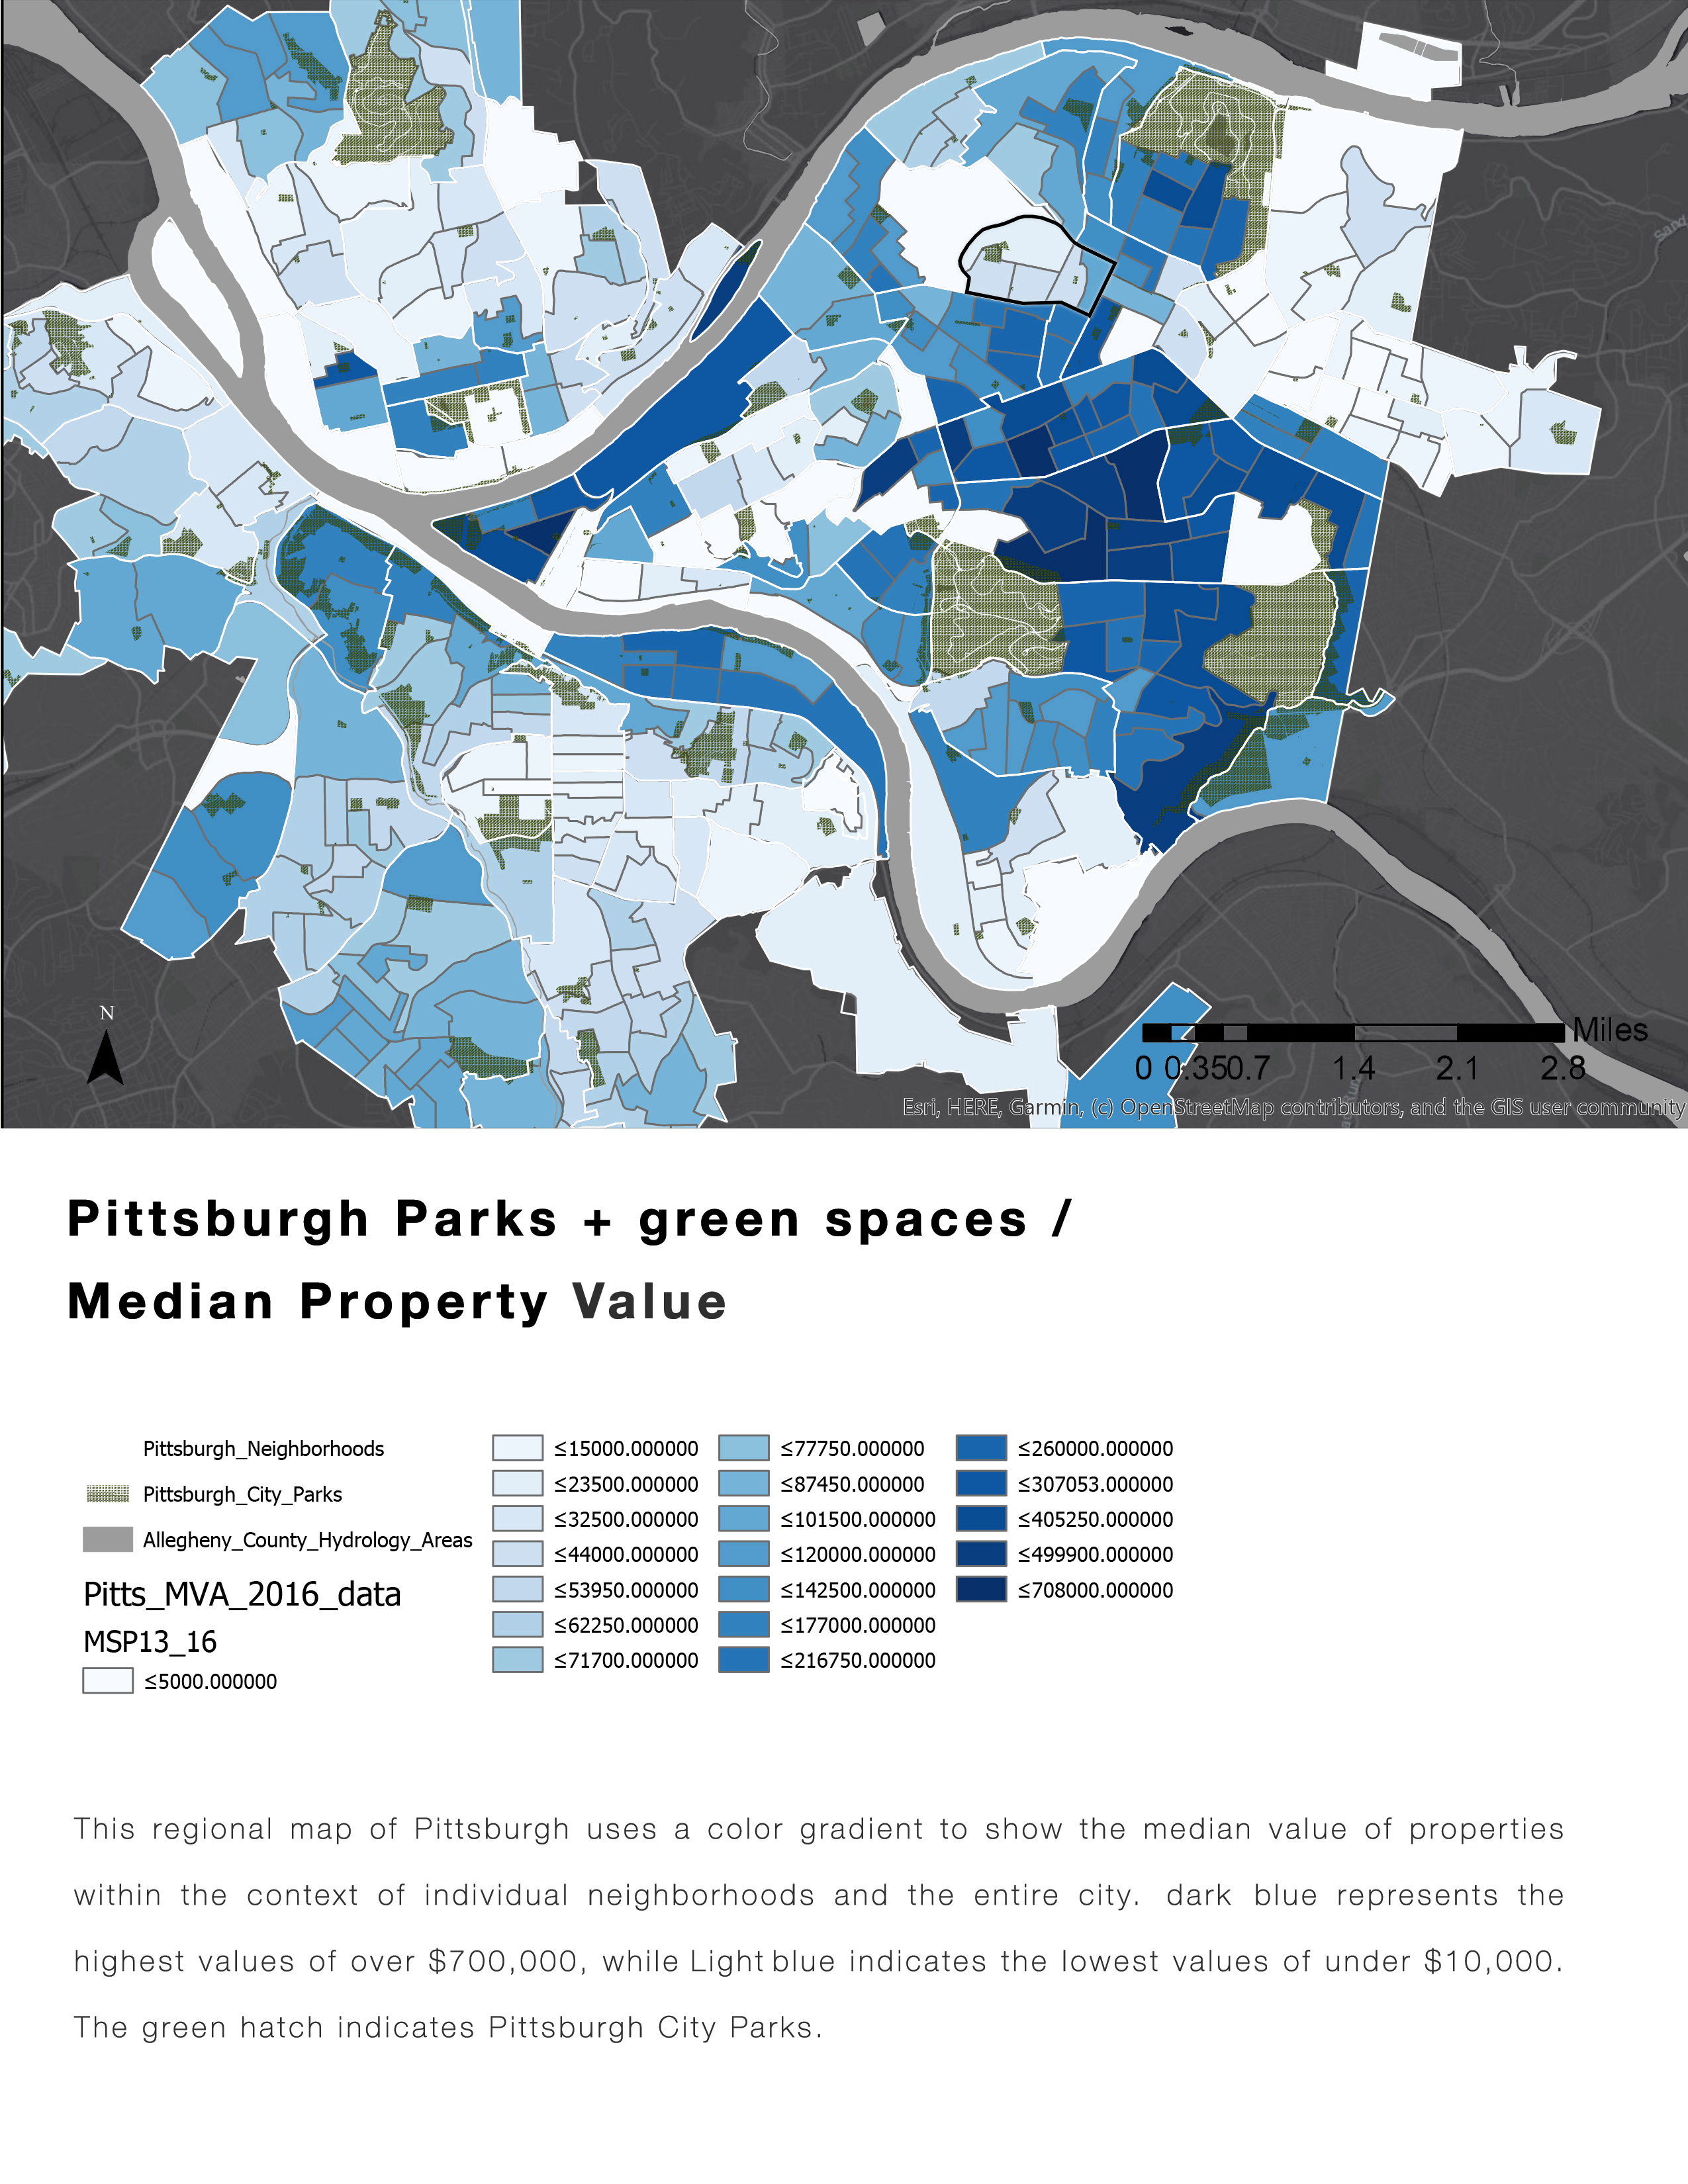 Sand
N
Miles
0 0.35 0.7 1.4 2.1 2.8
Esri, HERE, Garmin, (c) OpenStreetMap contributors, and the GIS user community
Pittsburgh Parks + green spaces /
Median Property Value
Pittsburgh_Neighborhoods
Pittsburgh_City_Parks
Allegheny_County_Hydrology_Areas
Pitts_MVA_2016_data
MSP13_16
≤5000.000000
≤15000.000000
≤23500.000000
≤32500.000000
≤44000.000000
≤53950.000000
≤62250.000000
≤71700.000000
≤77750.000000
≤87450.000000
≤101500.000000
≤120000.000000
≤142500.000000
≤177000.000000
≤216750.000000
≤260000.000000
≤307053.000000
≤405250.000000
≤499900.000000
≤708000.000000
This regional map of Pittsburgh uses a color gradient to show the median value of properties
within the context of individual neighborhoods and the entire city. dark blue represents the
highest values of over $700,000, while Light blue indicates the lowest values of under $10,000.
The green hatch indicates Pittsburgh City Parks.